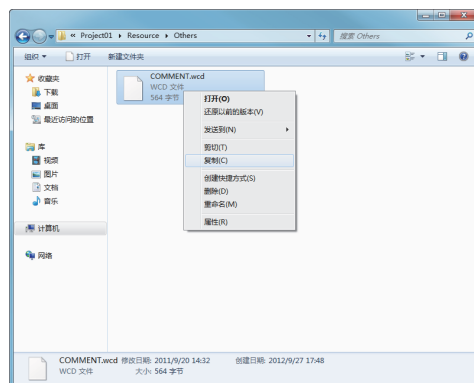 « Project01 ▸ Resource ▸ Others
搜索 Others
组织 ▼ 打开 新建文件夹
收藏夹
下载
桌面
最近访问的位置
库
视频
图片
文档
音乐
计算机
网络
COMMENT.wcd
WCD 文件
564 字节
打开(O)
还原以前的版本(V)
发送到(N)
剪切(T)
复制(C)
创建快捷方式(S)
删除(D)
重命名(M)
属性(R)
COMMENT.wcd 修改日期: 2011/9/20 14:32 创建日期: 2012/9/27 17:48
WCD 文件 大小: 564 字节